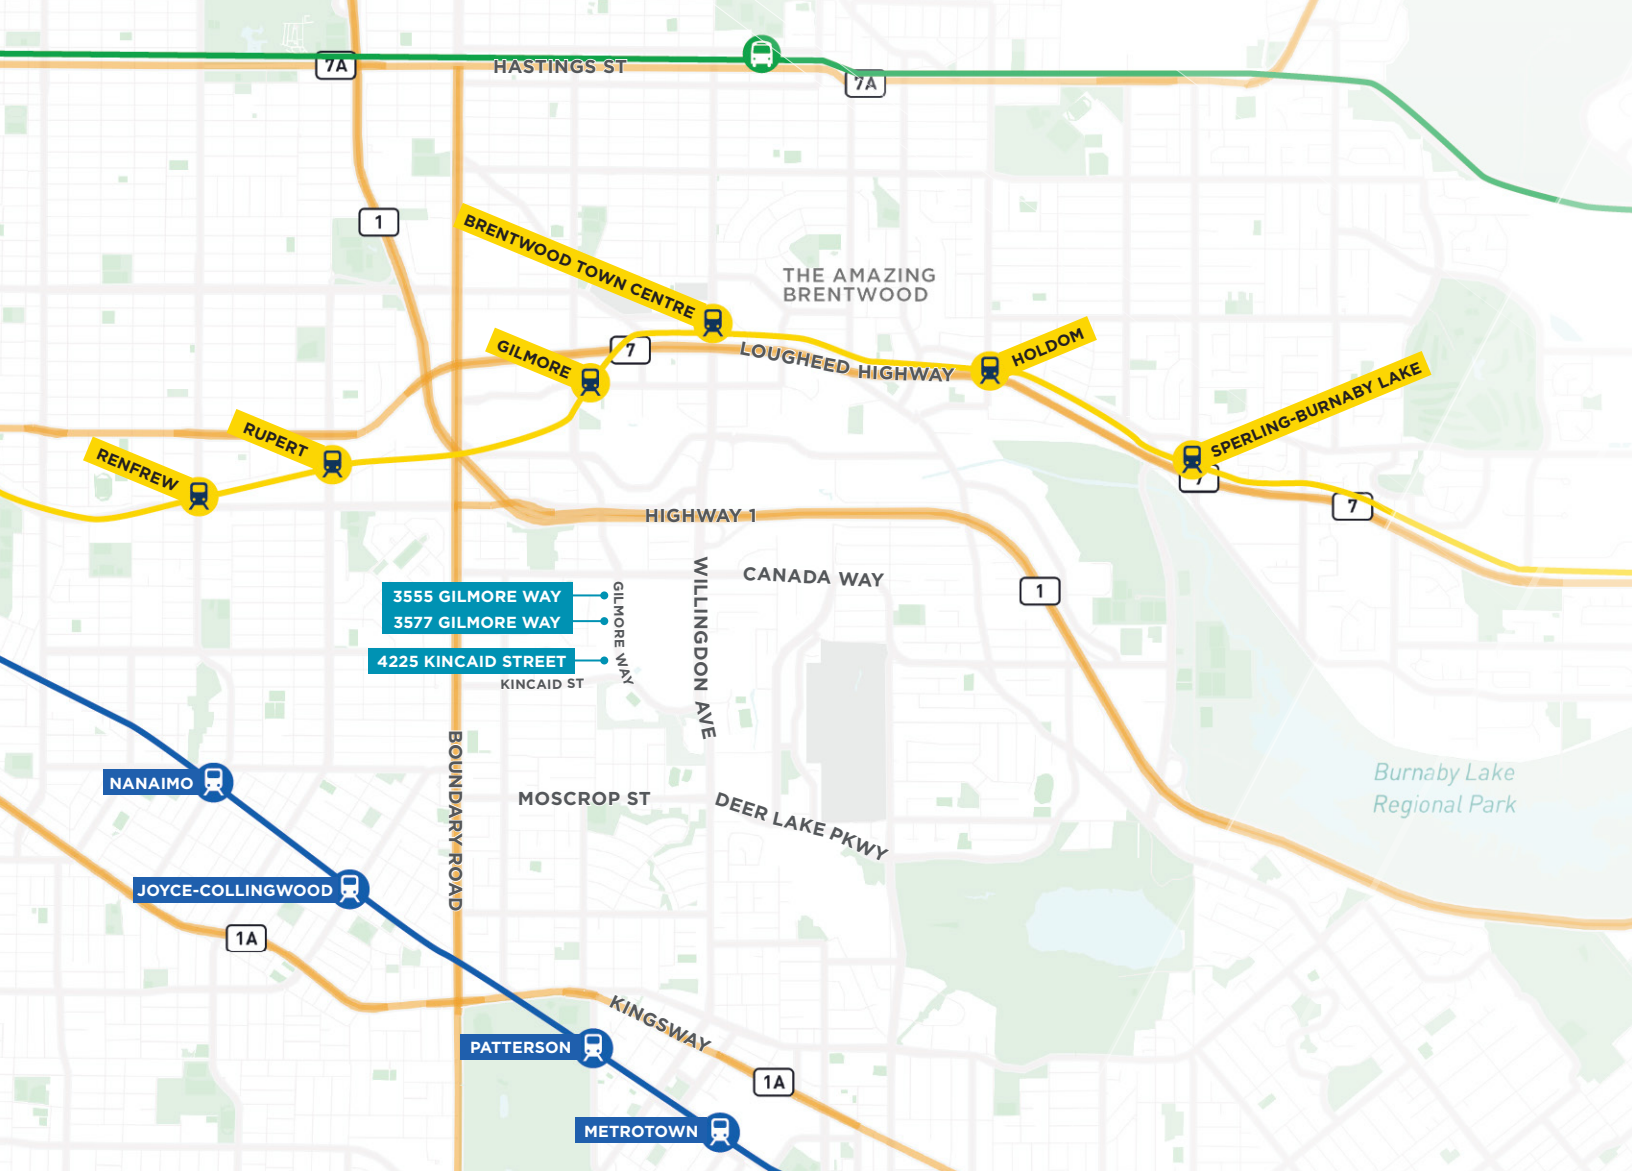 7A
HASTINGS ST
7A
1
BRENTWOOD TOWN CENTRE
THE AMAZING
BRENTWOOD
GILMORE
7
LOUGHEED HIGHWAY
HOLDOM
SPERLING-BURNABY LAKE
RUPERT
RENFREW
7
7
HIGHWAY 1
WILLINGDON AVE
CANADA WAY
1
3555 GILMORE WAY
3577 GILMORE WAY
GILMORE WAY
4225 KINCAID STREET
KINCAID ST
BOUNDARY ROAD
NANAIMO
MOSCROP ST
DEER LAKE PKWY
Burnaby Lake
Regional Park
JOYCE-COLLINGWOOD
1A
KINGSWAY
PATTERSON
1A
METROTOWN